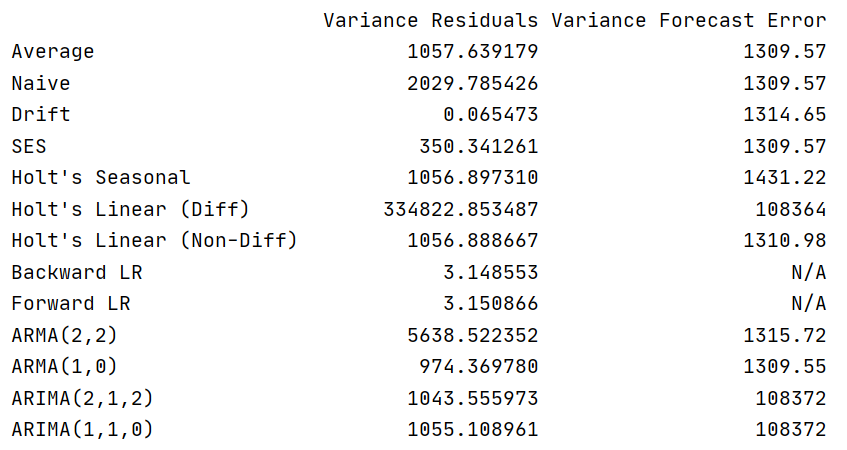 Variance Residuals Variance Forecast Error
Average 1057.639179 1309.57
Naive 2029.785426 1309.57
Drift 0.065473 1314.65
SES 350.341261 1309.57
Holt's Seasonal 1056.897310 1431.22
Holt's Linear (Diff) 334822.853487 108364
Holt's Linear (Non-Diff) 1056.888667 1310.98
Backward LR 3.148553 N/A
Forward LR 3.150866 N/A
ARMA(2,2) 5638.522352 1315.72
ARMA(1,0) 974.369780 1309.55
ARIMA(2,1,2) 1043.555973 108372
ARIMA(1,1,0) 1055.108961 108372